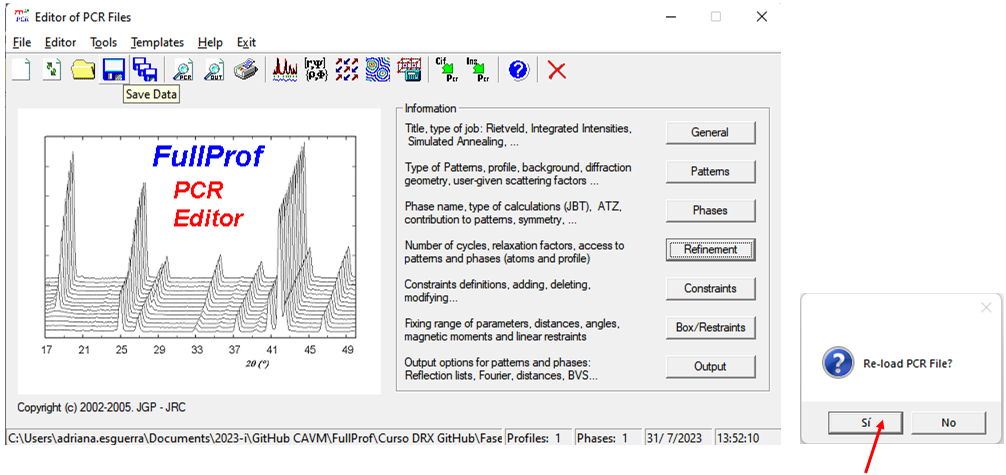 Editor of PCR Files
File Editor Tools Templates Help Exit
PCR OUT [r,Ψ] (ρ,Φ) Cif Pcr Ins Pcr
Save Data
FullProf
PCR
Editor
17 21 25 29 33 37 41 45 49
2θ (°)
Information
Title, type of job: Rietveld, Integrated Intensities,
Simulated Annealing, ...
General
Type of Patterns, profile, background, diffraction
geometry, user-given scattering factors ...
Patterns
Phase name, type of calculations (JBT), ATZ,
contribution to patterns, symmetry, ...
Phases
Number of cycles, relaxation factors, access to
patterns and phases (atoms and profile)
Refinement
Constraints definitions, adding, deleting,
modifying...
Constraints
Fixing range of parameters, distances, angles,
magnetic moments and linear restraints
Box/Restraints
Output options for patterns and phases:
Reflection lists, Fourier, distances, BVS...
Output
Copyright (c) 2002-2005. JGP - JRC
C:\Users\adriana.esguerra\Documents\2023-i\GitHub CAVM\FullProf\Curso DRX GitHub\Fase Profiles: 1 Phases: 1 31/ 7/2023 13:52:10
Re-load PCR File?
Sí No